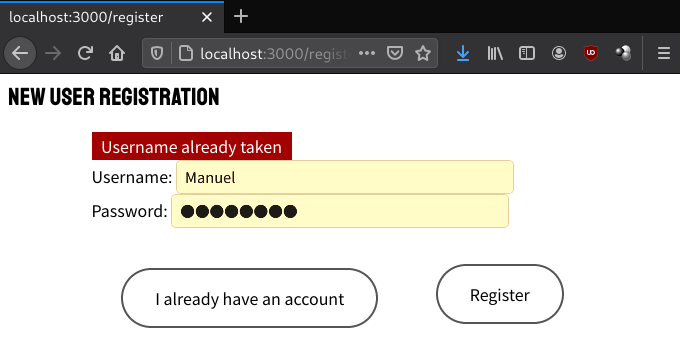 localhost:3000/register
localhost:3000/regist
NEW USER REGISTRATION
Username already taken
Username: Manuel
Password:
I already have an account
Register